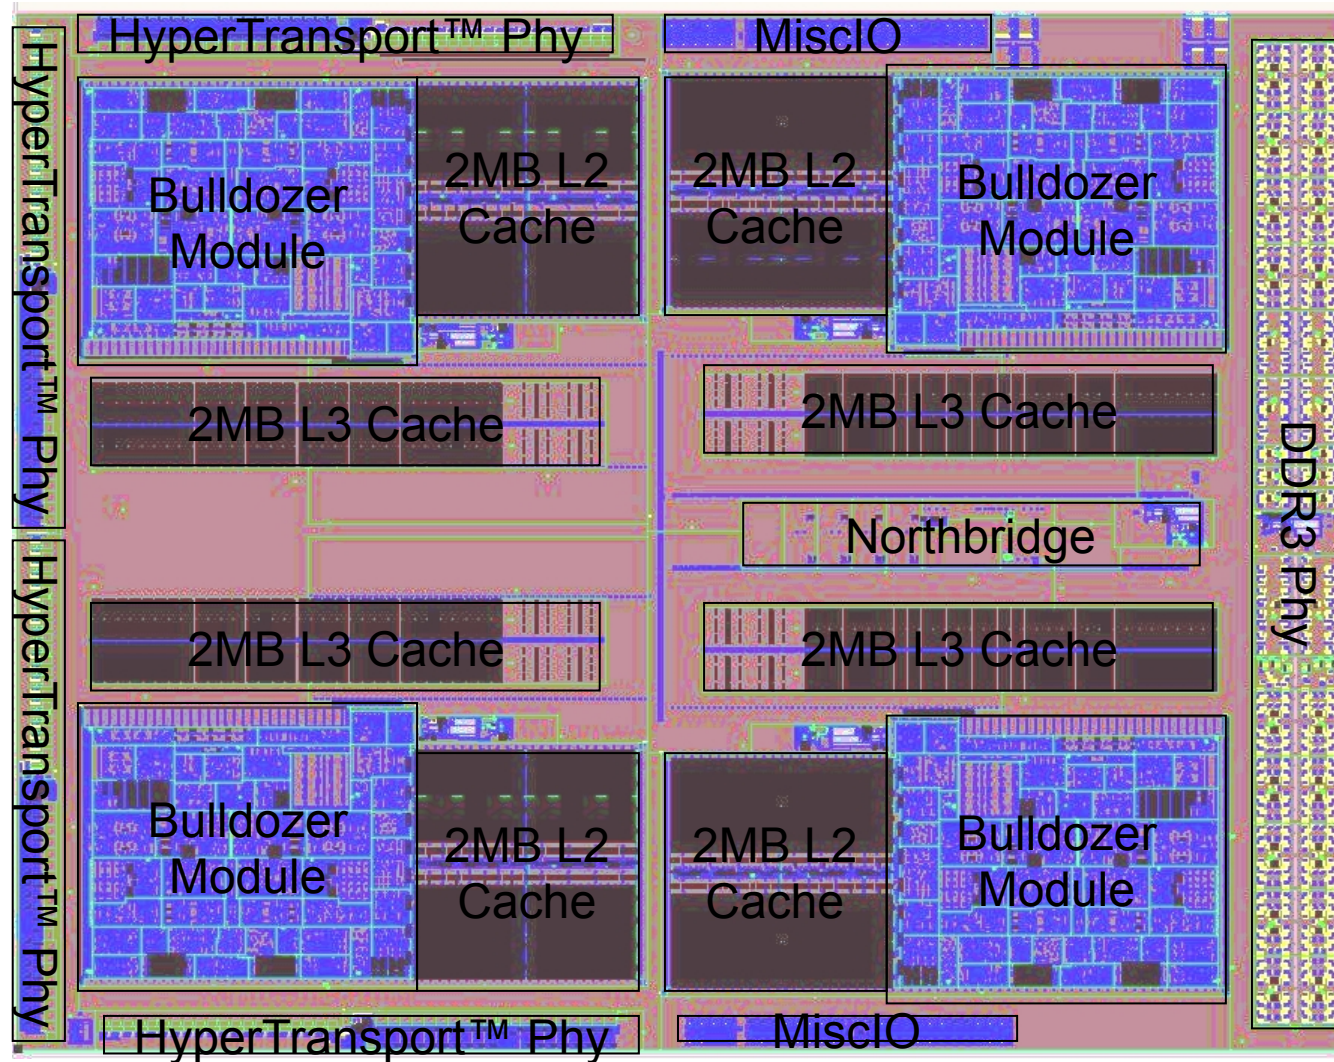 HyperTransport™ Phy
MiscIO
HyperTransport™ Phy
Bulldozer
Module
2MB L2
Cache
2MB L2
Cache
Bulldozer
Module
2MB L3 Cache
2MB L3 Cache
DDR3 Phy
Northbridge
HyperTransport™ Phy
2MB L3 Cache
2MB L3 Cache
Bulldozer
Module
2MB L2
Cache
2MB L2
Cache
Bulldozer
Module
HyperTransport™ Phy
MiscIO